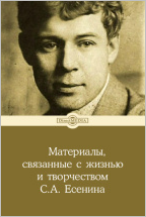 Материалы,
связанные с жизнью
и творчеством
С.А. Есенина